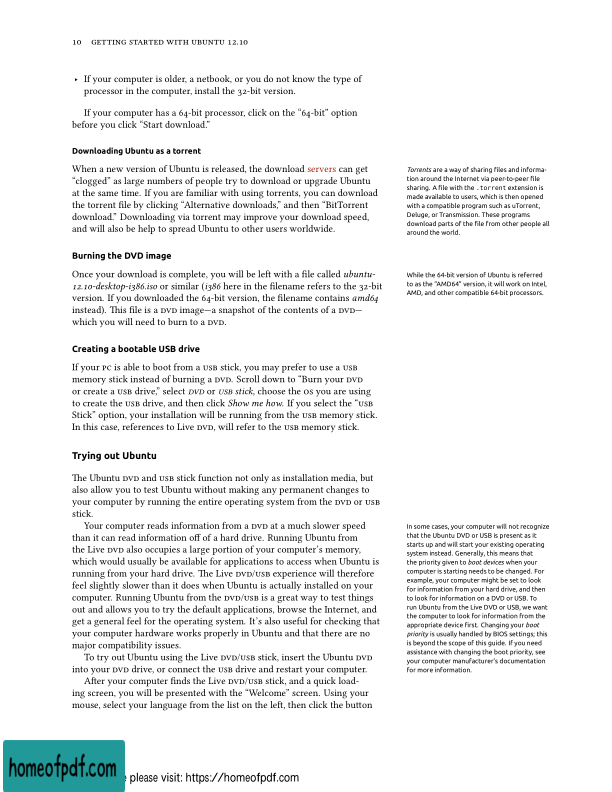 10 GETTING STARTED WITH UBUNTU 12.10
‣ If your computer is older, a netbook, or you do not know the type of
processor in the computer, install the 32-bit version.
If your computer has a 64-bit processor, click on the “64-bit” option
before you click “Start download.”
Downloading Ubuntu as a torrent
When a new version of Ubuntu is released, the download servers can get
“clogged” as large numbers of people try to download or upgrade Ubuntu
at the same time. If you are familiar with using torrents, you can download
the torrent file by clicking “Alternative downloads,” and then “BitTorrent
download.” Downloading via torrent may improve your download speed,
and will also be help to spread Ubuntu to other users worldwide.
Torrents are a way of sharing files and informa-
tion around the Internet via peer-to-peer file
sharing. A file with the .torrent extension is
made available to users, which is then opened
with a compatible program such as uTorrent,
Deluge, or Transmission. These programs
download parts of the file from other people all
around the world.
Burning the DVD image
Once your download is complete, you will be left with a file called ubuntu-
12.10-desktop-i386.iso or similar (i386 here in the filename refers to the 32-bit
version. If you downloaded the 64-bit version, the filename contains amd64
instead). This file is a DVD image—a snapshot of the contents of a DVD—
which you will need to burn to a DVD.
While the 64-bit version of Ubuntu is referred
to as the “AMD64” version, it will work on Intel,
AMD, and other compatible 64-bit processors.
Creating a bootable USB drive
If your PC is able to boot from a USB stick, you may prefer to use a USB
memory stick instead of burning a DVD. Scroll down to “Burn your DVD
or create a USB drive,” select DVD or USB stick, choose the OS you are using
to create the USB drive, and then click Show me how. If you select the “USB
Stick” option, your installation will be running from the USB memory stick.
In this case, references to Live DVD, will refer to the USB memory stick.
Trying out Ubuntu
The Ubuntu DVD and USB stick function not only as installation media, but
also allow you to test Ubuntu without making any permanent changes to
your computer by running the entire operating system from the DVD or USB
stick.
Your computer reads information from a DVD at a much slower speed
than it can read information off of a hard drive. Running Ubuntu from
the Live DVD also occupies a large portion of your computer’s memory,
which would usually be available for applications to access when Ubuntu is
running from your hard drive. The Live DVD/USB experience will therefore
feel slightly slower than it does when Ubuntu is actually installed on your
computer. Running Ubuntu from the DVD/USB is a great way to test things
out and allows you to try the default applications, browse the Internet, and
get a general feel for the operating system. It’s also useful for checking that
your computer hardware works properly in Ubuntu and that there are no
major compatibility issues.
To try out Ubuntu using the Live DVD/USB stick, insert the Ubuntu DVD
into your DVD drive, or connect the USB drive and restart your computer.
After your computer finds the Live DVD/USB stick, and a quick load-
ing screen, you will be presented with the “Welcome” screen. Using your
mouse, select your language from the list on the left, then click the button
In some cases, your computer will not recognize
that the Ubuntu DVD or USB is present as it
starts up and will start your existing operating
system instead. Generally, this means that
the priority given to boot devices when your
computer is starting needs to be changed. For
example, your computer might be set to look
for information from your hard drive, and then
to look for information on a DVD or USB. To
run Ubuntu from the Live DVD or USB, we want
the computer to look for information from the
appropriate device first. Changing your boot
priority is usually handled by BIOS settings; this
is beyond the scope of this guide. If you need
assistance with changing the boot priority, see
your computer manufacturer’s documentation
for more information.
homeofpdf.com
please visit: https://homeofpdf.com